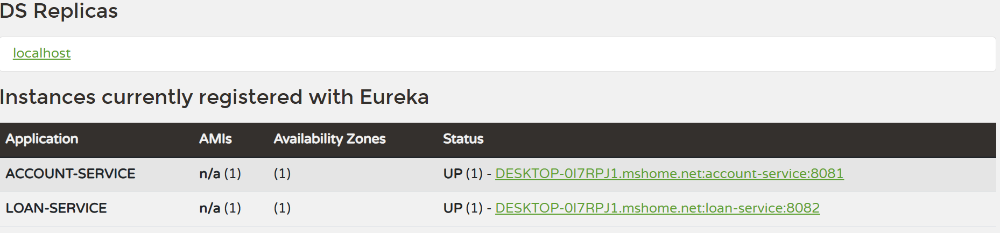 DS Replicas
localhost
Instances currently registered with Eureka
Application AMIs Availability Zones Status
ACCOUNT-SERVICE n/a (1) (1) UP (1) - DESKTOP-0I7RPJ1.mshome.net:account-service:8081
LOAN-SERVICE n/a (1) (1) UP (1) - DESKTOP-0I7RPJ1.mshome.net:loan-service:8082